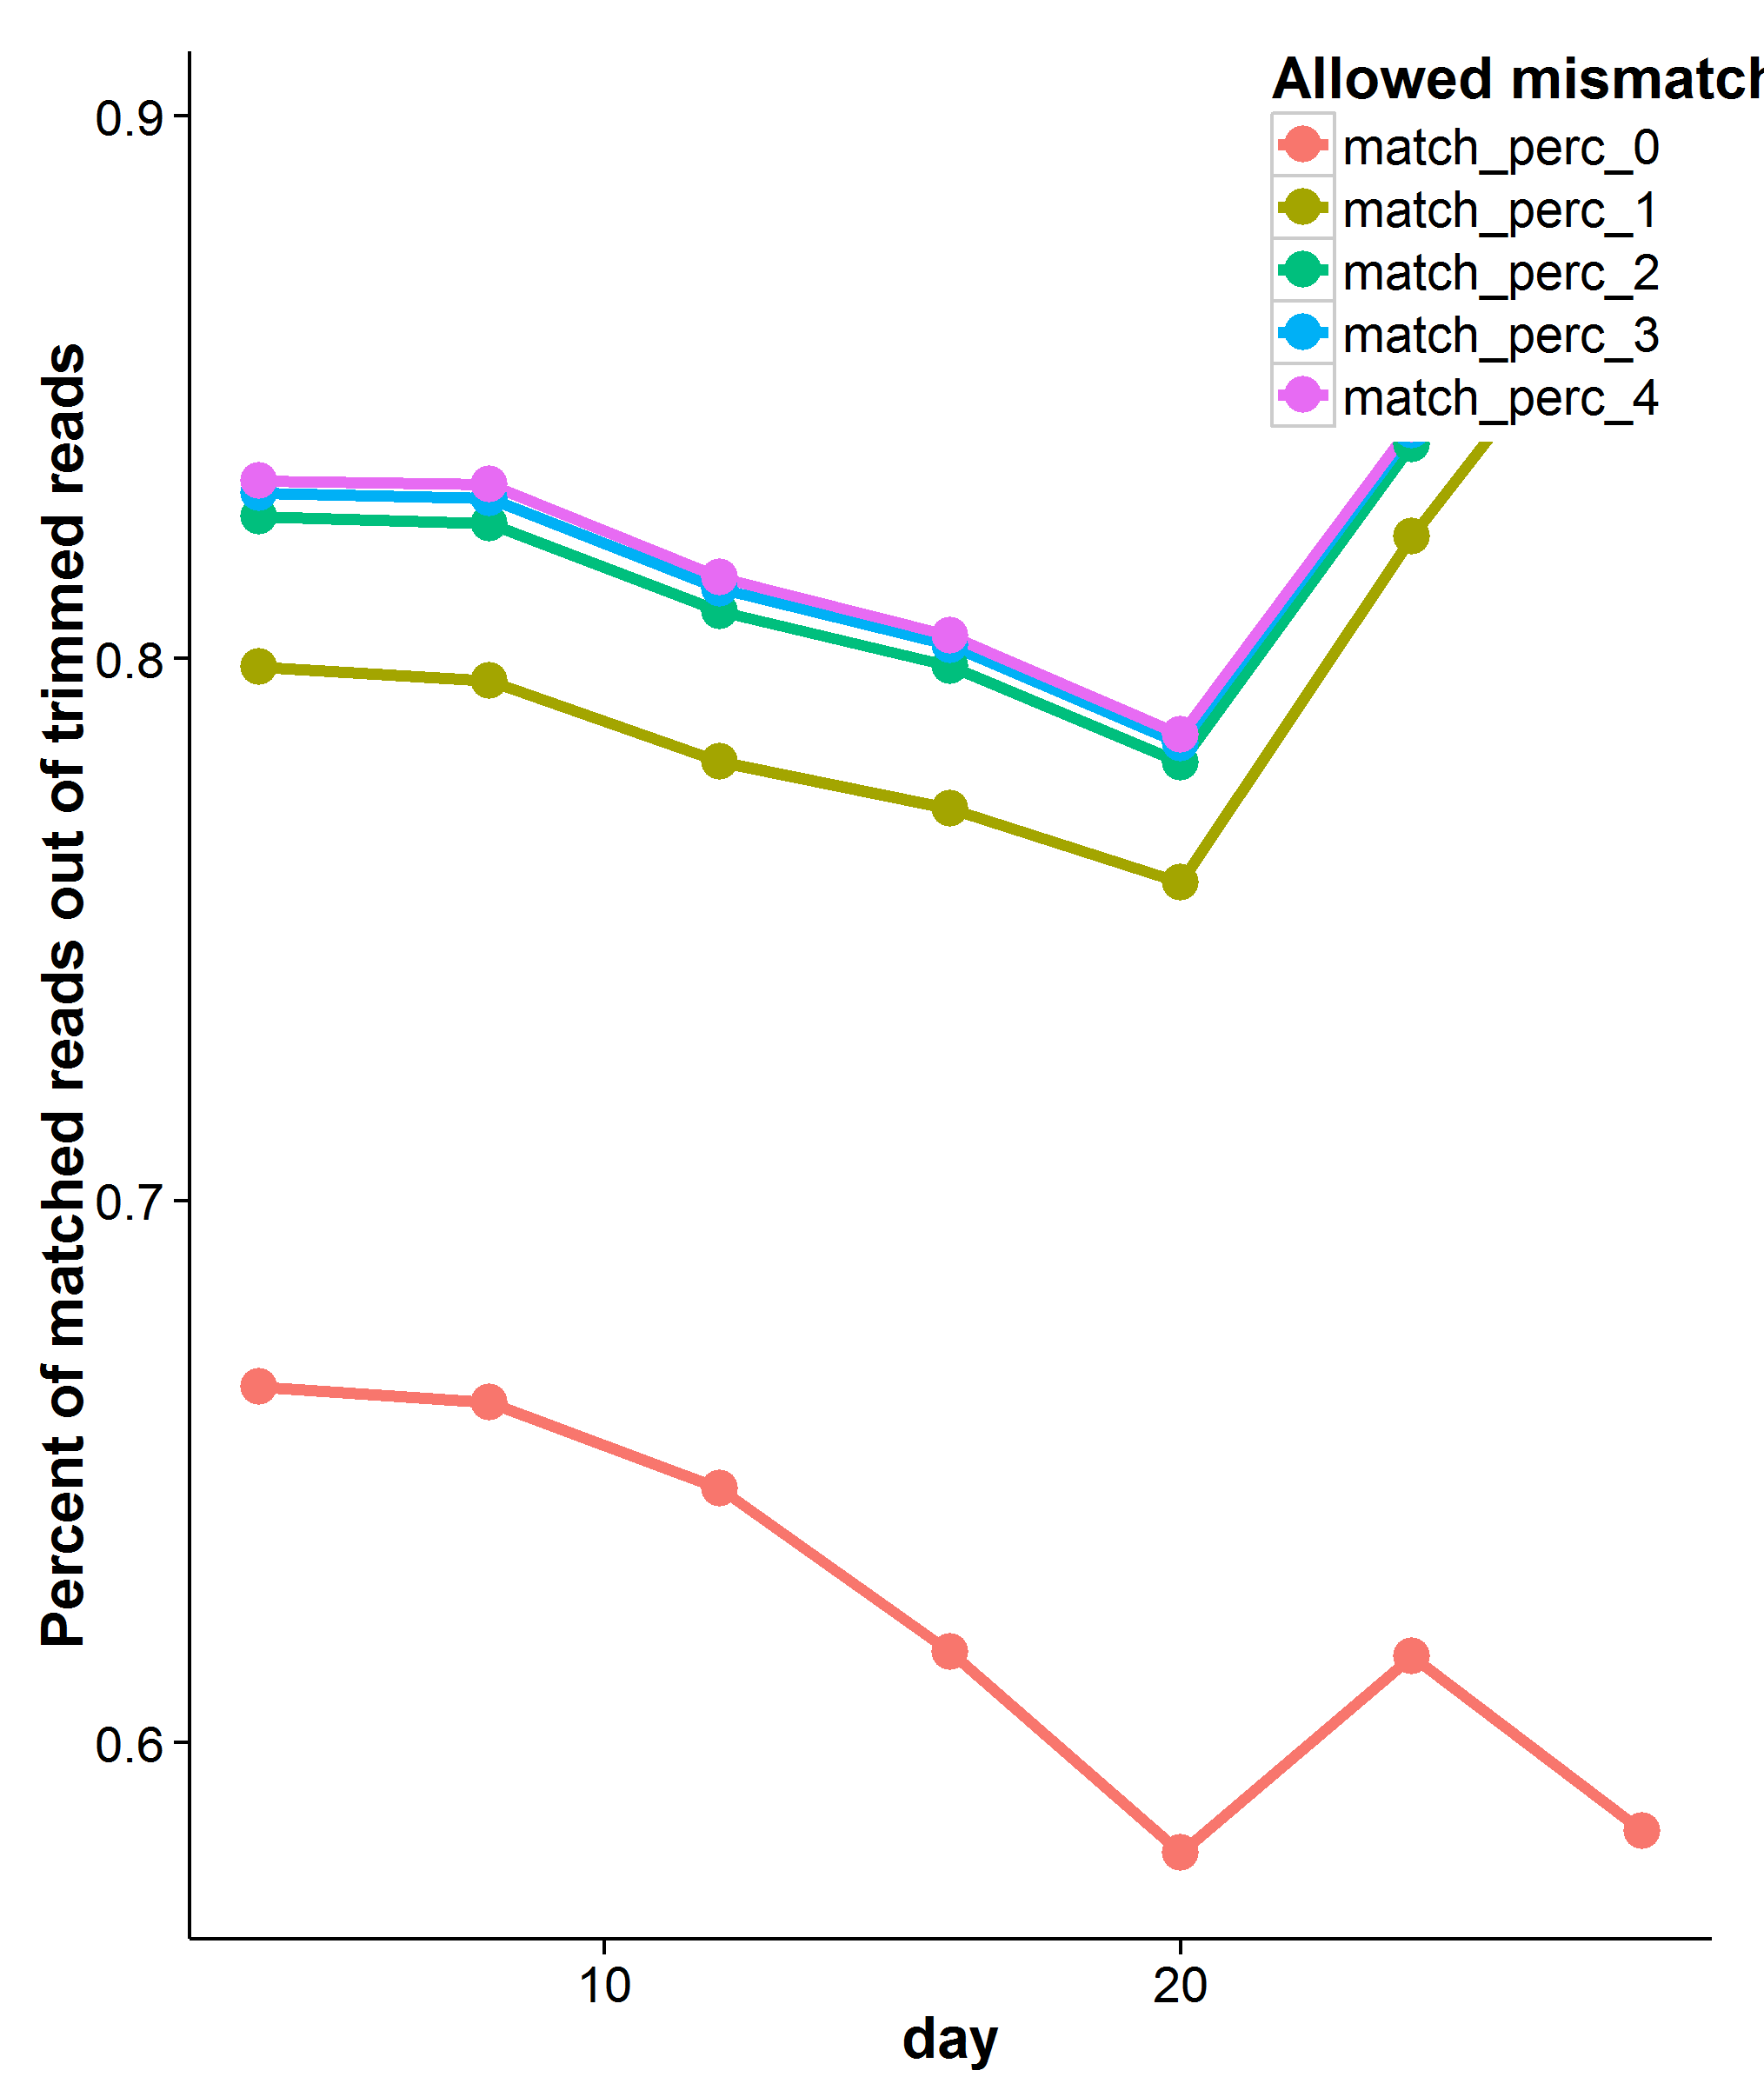 Allowed mismatch
match_perc_0
match_perc_1
match_perc_2
match_perc_3
match_perc_4
Percent of matched reads out of trimmed reads
0.9
0.8
0.7
0.6
10
20
day